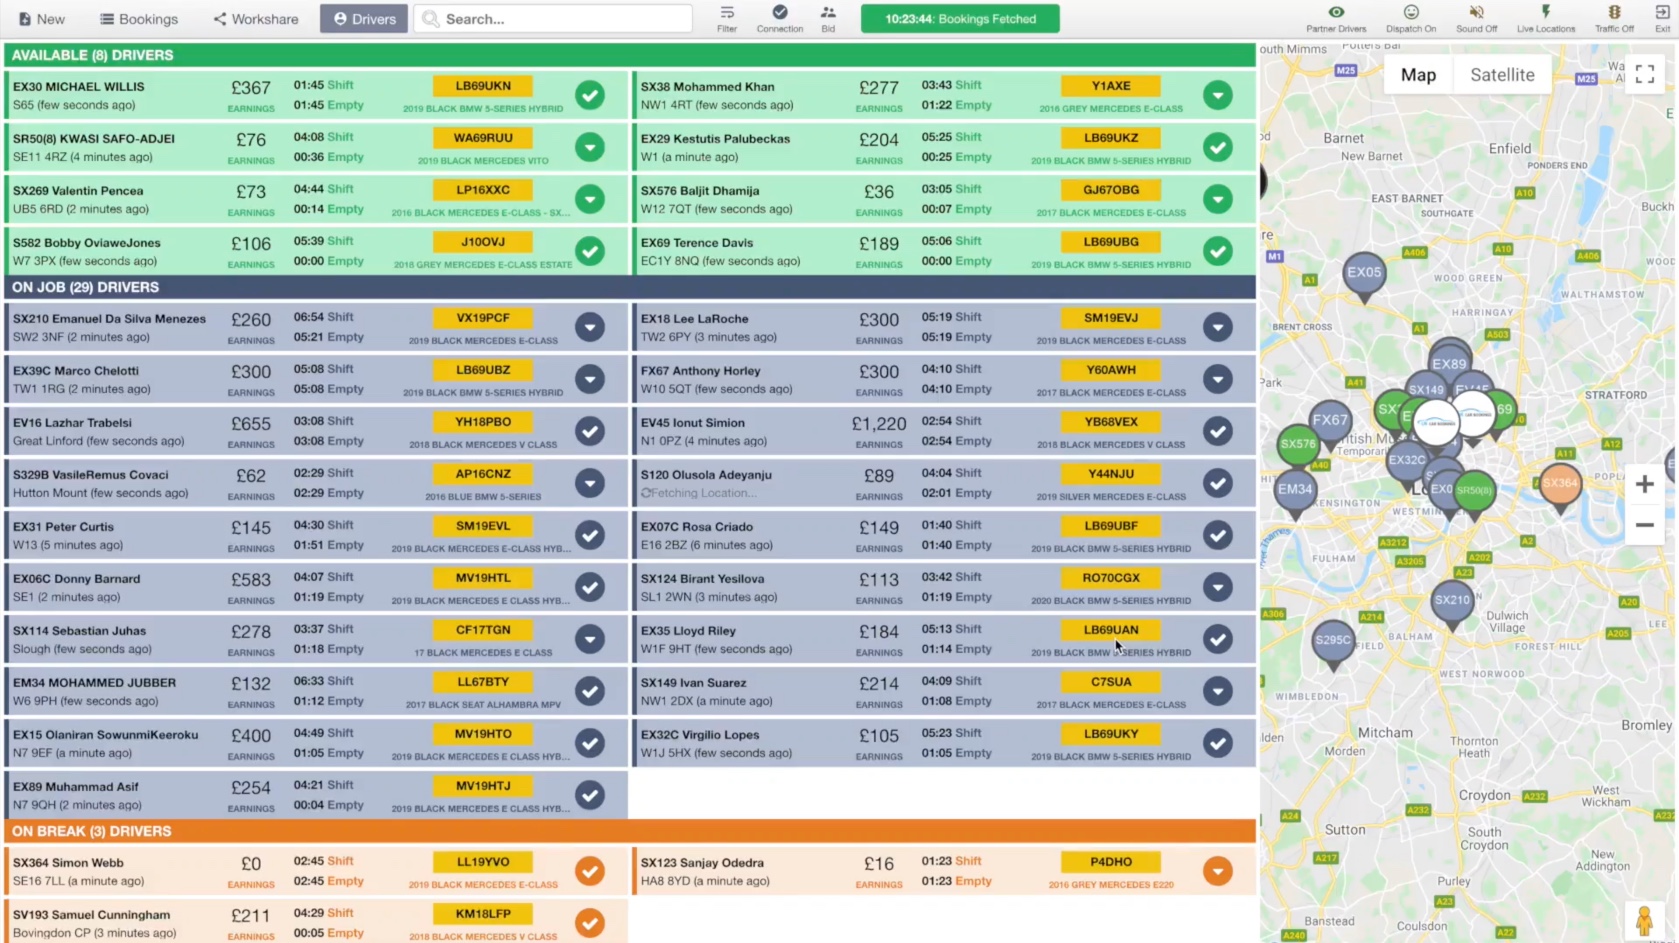 New
Bookings
Workshare
Drivers
Search...
Filter
Connection
Bid
10:23:44: Bookings Fetched
Partner Drivers
Dispatch On
Sound Off
Live Locations
Traffic Off
Exit
AVAILABLE (8) DRIVERS
EX30 MICHAEL WILLIS £367 01:45 Shift LB69UKN
S65 (few seconds ago) EARNINGS 01:45 Empty 2019 BLACK BMW 5-SERIES HYBRID
SX38 Mohammed Khan £277 03:43 Shift Y1AXE
NW1 4RT (few seconds ago) EARNINGS 01:22 Empty 2016 GREY MERCEDES E-CLASS
SR50(8) KWASI SAFO-ADJEI £76 04:08 Shift WA69RUU
SE11 4RZ (4 minutes ago) EARNINGS 00:36 Empty 2019 BLACK MERCEDES VITO
EX29 Kestutis Palubeckas £204 05:25 Shift LB69UKZ
W1 (a minute ago) EARNINGS 00:25 Empty 2019 BLACK BMW 5-SERIES HYBRID
SX269 Valentin Pencea £73 04:44 Shift LP16XXC
UB5 6RD (2 minutes ago) EARNINGS 00:14 Empty 2016 BLACK MERCEDES E-CLASS - SX...
SX576 Baljit Dhamija £36 03:05 Shift GJ67OBG
W12 7QT (few seconds ago) EARNINGS 00:07 Empty 2017 BLACK MERCEDES E-CLASS
S582 Bobby OviaweJones £106 05:39 Shift J10OVJ
W7 3PX (few seconds ago) EARNINGS 00:00 Empty 2018 GREY MERCEDES E-CLASS ESTATE
EX69 Terence Davis £189 05:06 Shift LB69UBG
EC1Y 8NQ (few seconds ago) EARNINGS 00:00 Empty 2019 BLACK BMW 5-SERIES HYBRID
ON JOB (29) DRIVERS
SX210 Emanuel Da Silva Menezes £260 06:54 Shift VX19PCF
SW2 3NF (2 minutes ago) EARNINGS 05:21 Empty 2019 BLACK MERCEDES E-CLASS
EX18 Lee LaRoche £300 05:19 Shift SM19EVJ
TW2 6PY (3 minutes ago) EARNINGS 05:19 Empty 2019 BLACK MERCEDES E-CLASS
EX39C Marco Chelotti £300 05:08 Shift LB69UBZ
TW1 1RG (2 minutes ago) EARNINGS 05:08 Empty 2019 BLACK BMW 5-SERIES HYBRID
FX67 Anthony Horley £300 04:10 Shift Y60AWH
W10 5QT (few seconds ago) EARNINGS 04:10 Empty 2017 BLACK MERCEDES E-CLASS
EV16 Lazhar Trabelsi £655 03:08 Shift YH18PBO
Great Linford (few seconds ago) EARNINGS 03:08 Empty 2018 BLACK MERCEDES V CLASS
EV45 Ionut Simion £1,220 02:54 Shift YB68VEX
N1 0PZ (4 minutes ago) EARNINGS 02:54 Empty 2018 BLACK MERCEDES V CLASS
S329B VasileRemus Covaci £62 02:29 Shift AP16CNZ
Hutton Mount (few seconds ago) EARNINGS 02:29 Empty 2016 BLUE BMW 5-SERIES
S120 Olusola Adeyanju £89 04:04 Shift Y44NJU
Fetching Location... EARNINGS 02:01 Empty 2019 SILVER MERCEDES E-CLASS
EX31 Peter Curtis £145 04:30 Shift SM19EVL
W13 (5 minutes ago) EARNINGS 01:51 Empty 2019 BLACK MERCEDES E-CLASS HYB...
EX07C Rosa Criado £149 01:40 Shift LB69UBF
E16 2BZ (6 minutes ago) EARNINGS 01:40 Empty 2019 BLACK BMW 5-SERIES HYBRID
EX06C Donny Barnard £583 04:07 Shift MV19HTL
SE1 (2 minutes ago) EARNINGS 01:19 Empty 2019 BLACK MERCEDES E CLASS HYB...
SX124 Birant Yesilova £113 03:42 Shift RO70CGX
SL1 2WN (3 minutes ago) EARNINGS 01:19 Empty 2020 BLACK BMW 5-SERIES HYBRID
SX114 Sebastian Juhas £278 03:37 Shift CF17TGN
Slough (few seconds ago) EARNINGS 01:18 Empty 17 BLACK MERCEDES E CLASS
EX35 Lloyd Riley £184 05:13 Shift LB69UAN
W1F 9HT (few seconds ago) EARNINGS 01:14 Empty 2019 BLACK BMW 5-SERIES HYBRID
EM34 MOHAMMED JUBBER £132 06:33 Shift LL67BTY
W6 9PH (few seconds ago) EARNINGS 01:12 Empty 2017 BLACK SEAT ALHAMBRA MPV
SX149 Ivan Suarez £214 04:09 Shift C7SUA
NW1 2DX (a minute ago) EARNINGS 01:08 Empty 2017 BLACK MERCEDES E-CLASS
EX15 Olaniran SowunmiKeeroku £400 04:49 Shift MV19HTO
N7 9EF (a minute ago) EARNINGS 01:05 Empty 2019 BLACK MERCEDES E CLASS HYB...
EX32C Virgilio Lopes £105 05:23 Shift LB69UKY
W1J 5HX (few seconds ago) EARNINGS 01:05 Empty 2019 BLACK BMW 5-SERIES HYBRID
EX89 Muhammad Asif £254 04:21 Shift MV19HTJ
N7 9QH (2 minutes ago) EARNINGS 00:04 Empty 2019 BLACK MERCEDES E CLASS HYB...
ON BREAK (3) DRIVERS
SX364 Simon Webb £0 02:45 Shift LL19YVO
SE16 7LL (a minute ago) EARNINGS 02:45 Empty 2019 BLACK MERCEDES E-CLASS
SX123 Sanjay Odedra £16 01:23 Shift P4DHO
HA8 8YD (a minute ago) EARNINGS 01:23 Empty 2016 GREY MERCEDES E220
SV193 Samuel Cunningham £211 04:29 Shift KM18LFP
Bovingdon CP (3 minutes ago) EARNINGS 00:05 Empty 2018 BLACK MERCEDES V CLASS
Map
Satellite
outh Mimms
Potters Bar
M25
M25
Barnet
New Barnet
Enfield
PONDERS END
A10
EAST BARNET
SOUTHGATE
Buckh
M1
A406
A10
A406
EX05
WOOD GREEN
A1
WALTHAMSTOW
HARRINGAY
BRENT CROSS
A1
A503
EX89
Park
A41
SX149
STRATFORD
FX67
SX576
A12
A11
A40
EX32C
SX364
EM34
SR50(8)
KENSINGTON
WESTMIN
A3212
A2
A202
FULHAM
A3205
A23
SX210
A306
A214
Dulwich
Village
A20
A205
S295C
BALHAM
FOREST HILL
WEST NORWOOD
WIMBLEDON
Mitcham
Morden
Thornton
Heath
Bromley
Croydon
A232
West
Wickham
A24
A232
A232
Sutton
South
Croydon
A217
New
Addington
Purley
A23
Banstead
Coulsdon
A240
A22